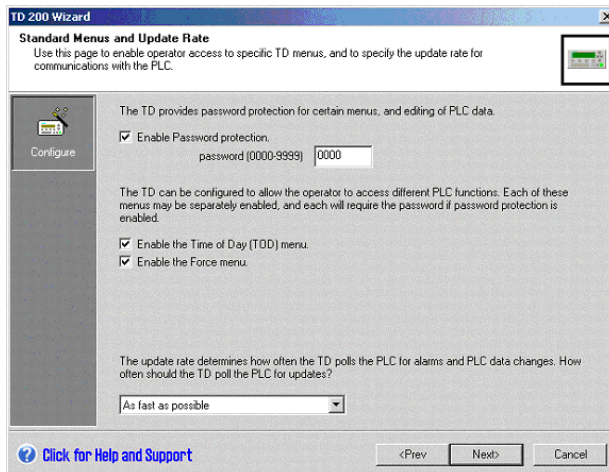 TD 200 Wizard
Standard Menus and Update Rate
Use this page to enable operator access to specific TD menus, and to specify the update rate for
communications with the PLC.
Configure
The TD provides password protection for certain menus, and editing of PLC data.
Enable Password protection.
password (0000-9999) 0000
The TD can be configured to allow the operator to access different PLC functions. Each of these
menus may be separately enabled, and each will require the password if password protection is
enabled.
Enable the Time of Day (TOD) menu.
Enable the Force menu.
The update rate determines how often the TD polls the PLC for alarms and PLC data changes. How
often should the TD poll the PLC for updates?
As fast as possible
Click for Help and Support
<Prev
Next>
Cancel